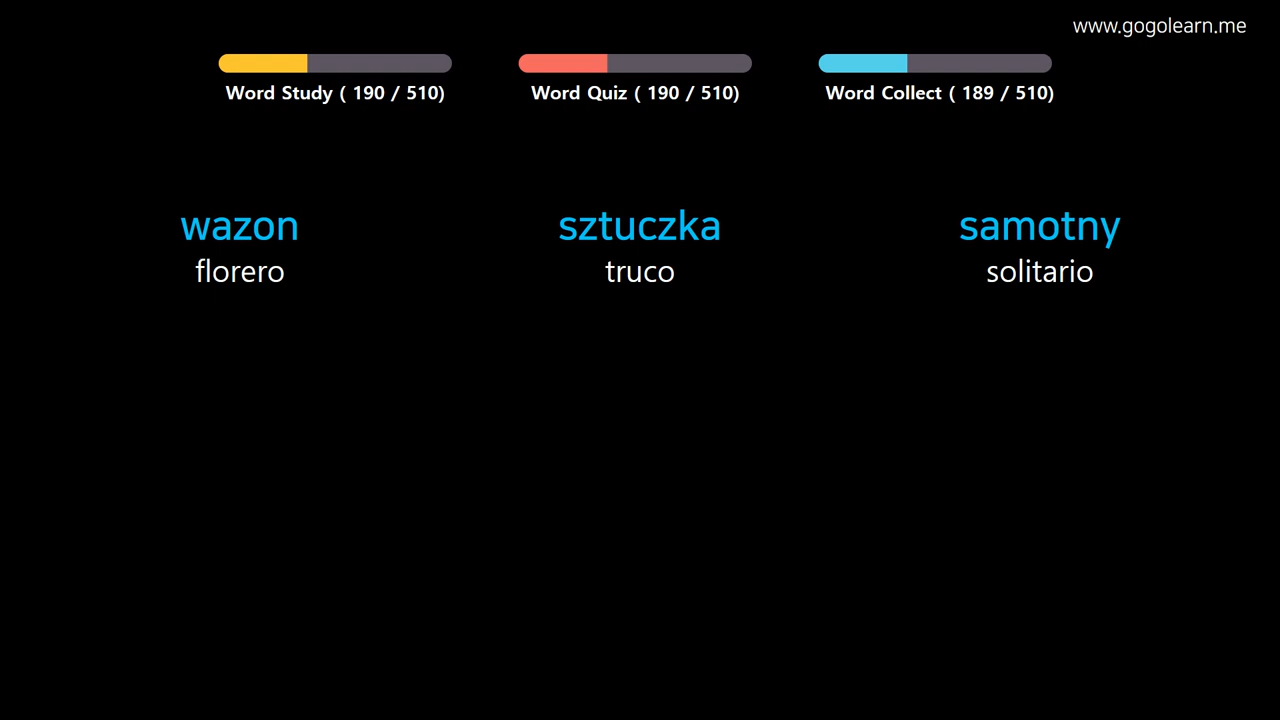 www.gogolearn.me
Word Study ( 190 / 510)
Word Quiz ( 190 / 510)
Word Collect ( 189 / 510)
wazon
florero
sztuczka
truco
samotny
solitario